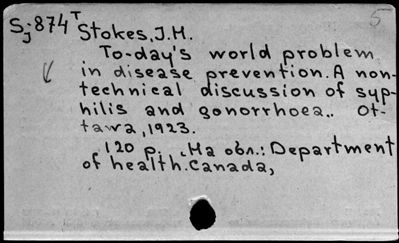 5
Sj-874 T Stokes, J.H.
To-day's world problem
in disease prevention. A non-
technical discussion of syp-
hilis and gonorrhoea.. Ot-
tawa, 1923.
120 p. „На обл.: Department
of health. Canada,